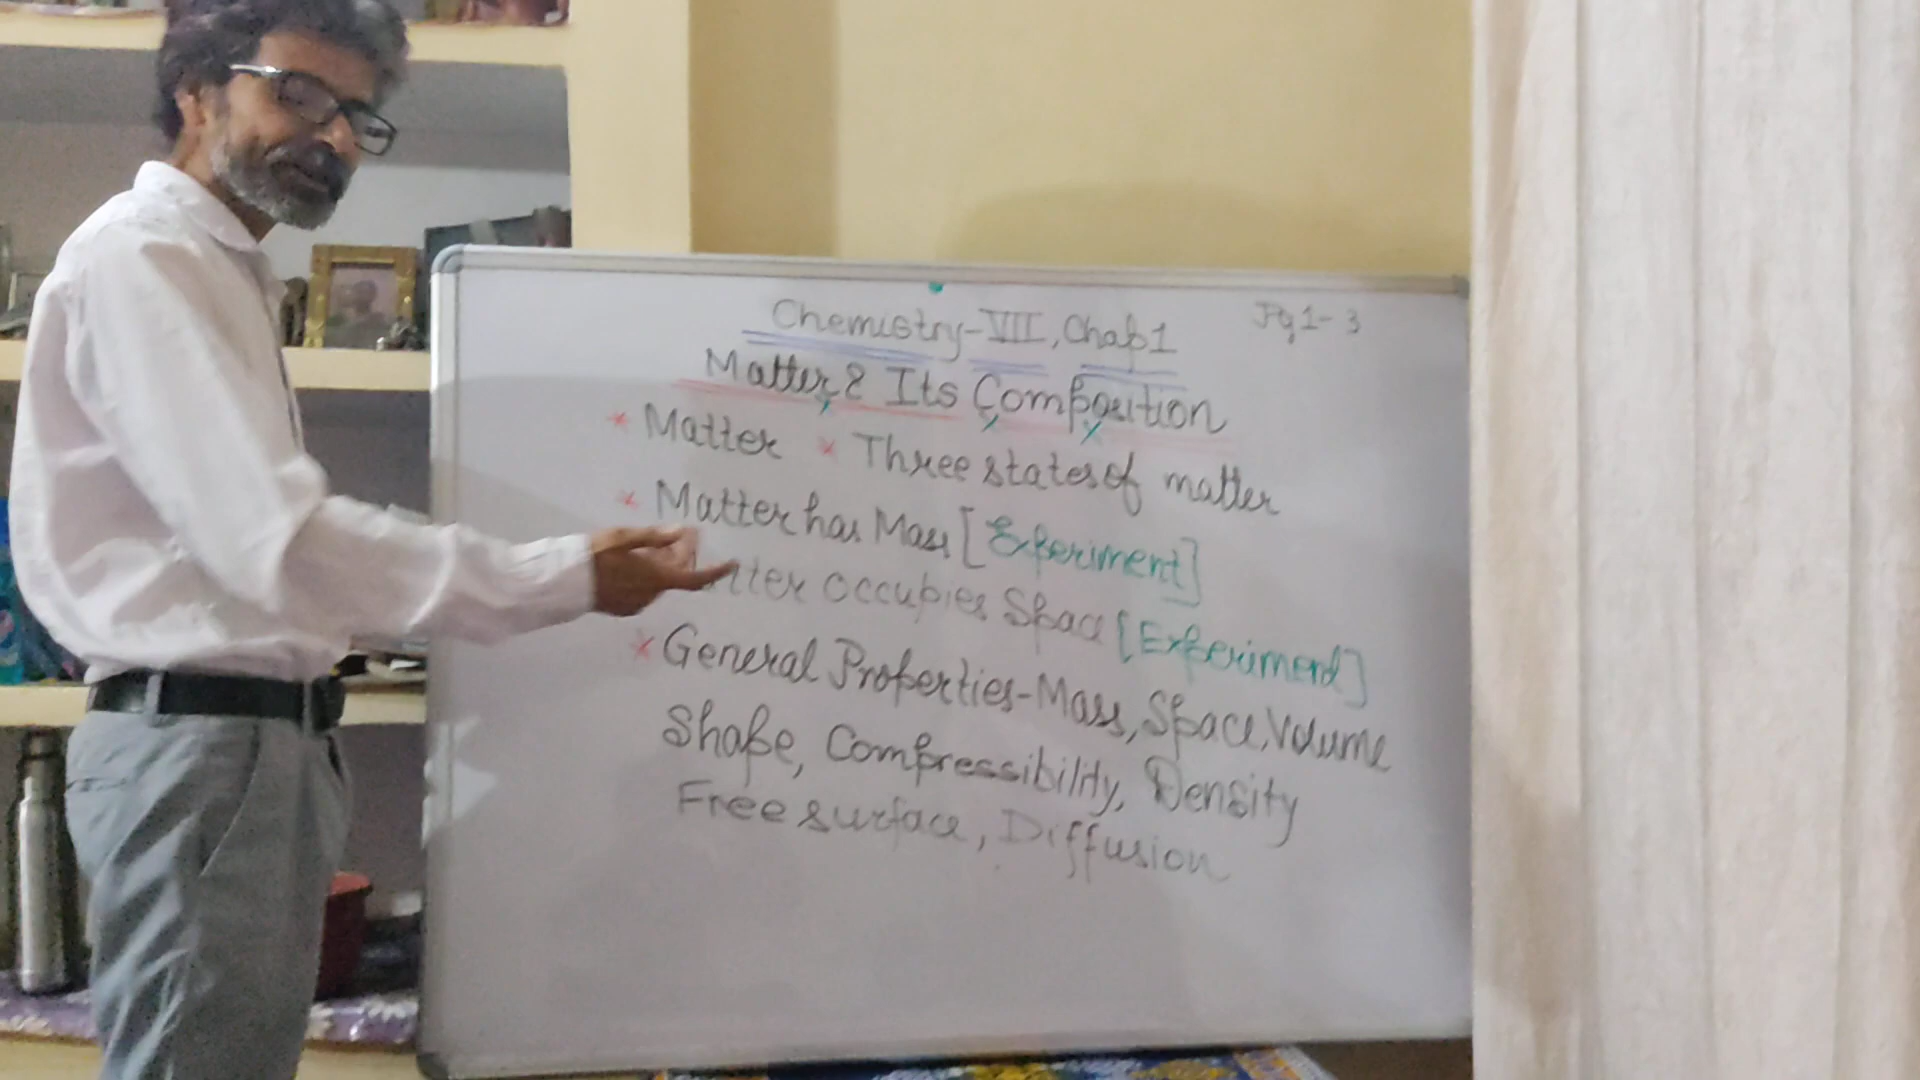 Chemistry-VII, Chap1
Pg 1-3
Matter & Its Composition
* Matter * Three states of matter
* Matter has Mass [Experiment]
occupies Space [Experiment]
* General Properties-Mass, Space, Volume
Shape, Compressibility, Density
Free surface, Diffusion